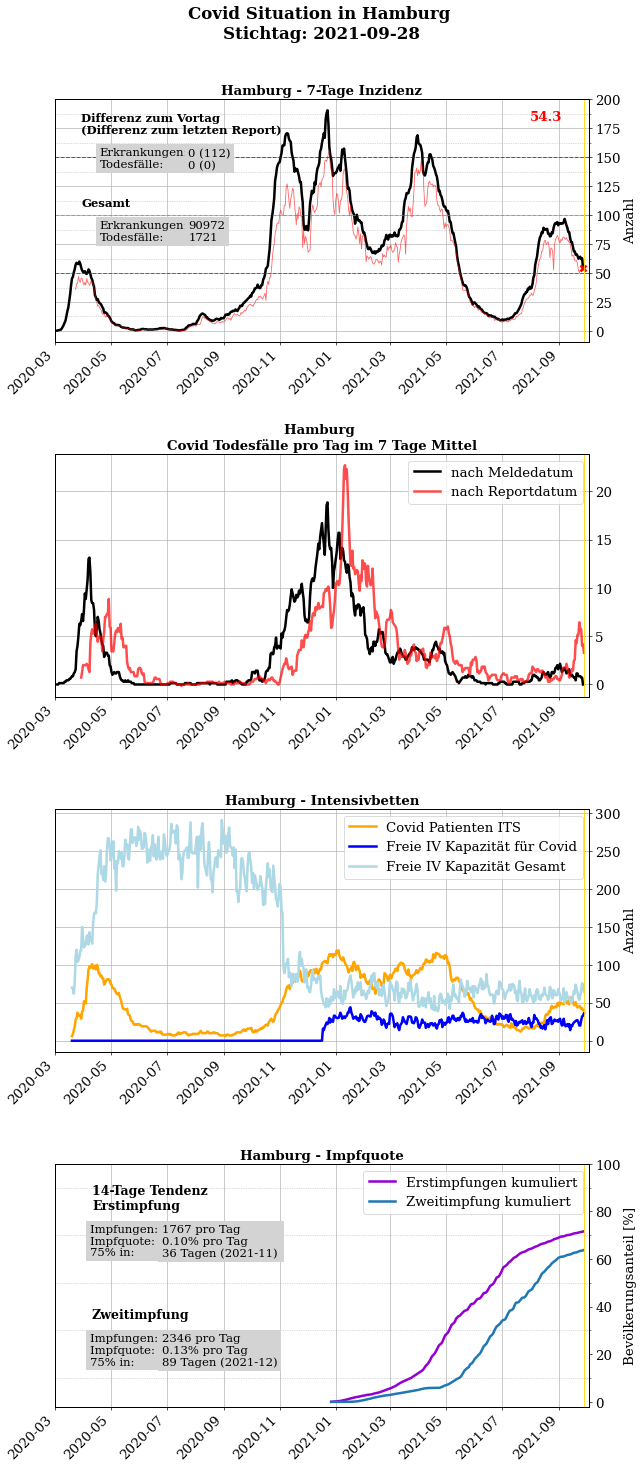 Covid Situation in Hamburg
Stichtag: 2021-09-28
Hamburg - 7-Tage Inzidenz
Differenz zum Vortag
(Differenz zum letzten Report)
Erkrankungen 0 (112)
Todesfälle: 0 (0)
Gesamt
Erkrankungen 90972
Todesfälle: 1721
54.3
200
175
150
125
100
75
50
25
0
Anzahl
2020-03
2020-05
2020-07
2020-09
2020-11
2021-01
2021-03
2021-05
2021-07
2021-09
Hamburg
Covid Todesfälle pro Tag im 7 Tage Mittel
nach Meldedatum
nach Reportdatum
20
15
10
5
0
2020-03
2020-05
2020-07
2020-09
2020-11
2021-01
2021-03
2021-05
2021-07
2021-09
Hamburg - Intensivbetten
Covid Patienten ITS
Freie IV Kapazität für Covid
Freie IV Kapazität Gesamt
300
250
200
150
100
50
0
Anzahl
2020-03
2020-05
2020-07
2020-09
2020-11
2021-01
2021-03
2021-05
2021-07
2021-09
Hamburg - Impfquote
14-Tage Tendenz
Erstimpfung
Impfungen: 1767 pro Tag
Impfquote: 0.10% pro Tag
75% in: 36 Tagen (2021-11)
Zweitimpfung
Impfungen: 2346 pro Tag
Impfquote: 0.13% pro Tag
75% in: 89 Tagen (2021-12)
Erstimpfungen kumuliert
Zweitimpfung kumuliert
100
80
60
40
20
0
Bevölkerungsanteil [%]
2020-03
2020-05
2020-07
2020-09
2020-11
2021-01
2021-03
2021-05
2021-07
2021-09